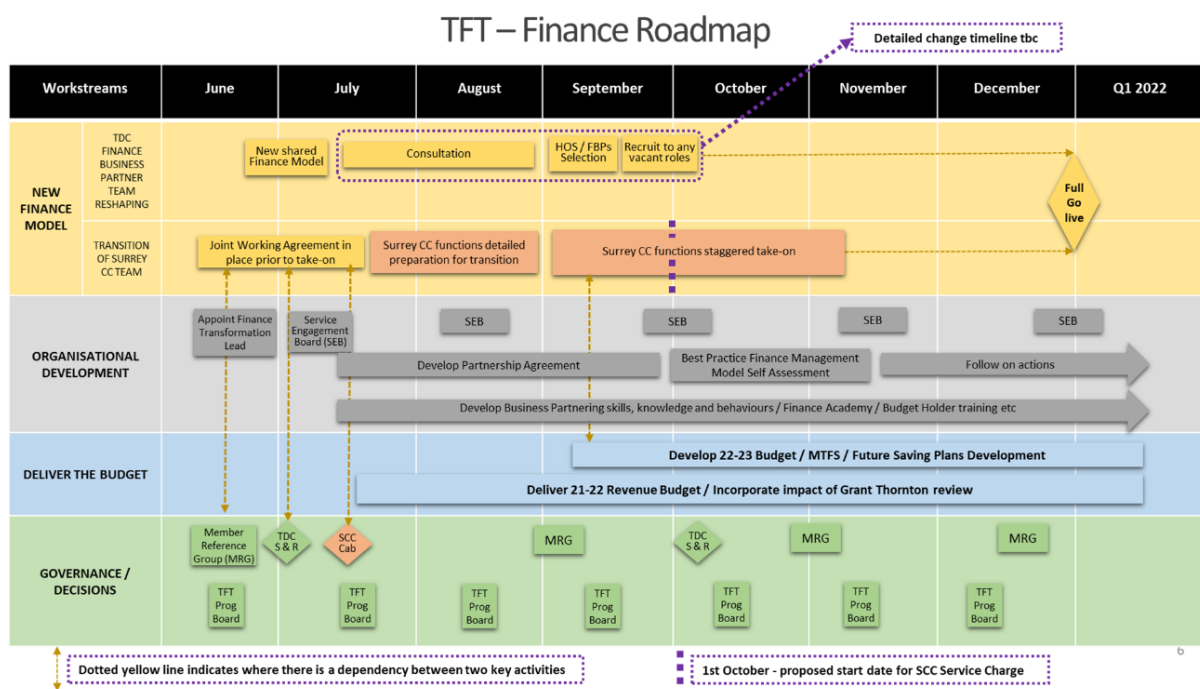 TFT – Finance Roadmap
Detailed change timeline tbc
Workstreams
June
July
August
September
October
November
December
Q1 2022
NEW
FINANCE
MODEL
TDC
FINANCE
BUSINESS
PARTNER
TEAM
RESHAPING
New shared
Finance Model
Consultation
HOS / FBPs
Selection
Recruit to any
vacant roles
Full
Go
live
TRANSITION
OF SURREY
CC TEAM
Joint Working Agreement in
place prior to take-on
Surrey CC functions detailed
preparation for transition
Surrey CC functions staggered take-on
ORGANISATIONAL
DEVELOPMENT
Appoint Finance
Transformation
Lead
Service
Engagement
Board (SEB)
SEB
SEB
SEB
SEB
Develop Partnership Agreement
Best Practice Finance Management
Model Self Assessment
Follow on actions
Develop Business Partnering skills, knowledge and behaviours / Finance Academy / Budget Holder training etc
DELIVER THE BUDGET
Develop 22-23 Budget / MTFS / Future Saving Plans Development
Deliver 21-22 Revenue Budget / Incorporate impact of Grant Thornton review
GOVERNANCE /
DECISIONS
Member
Reference
Group (MRG)
TDC
S & R
SCC
Cab
MRG
TDC
S & R
MRG
MRG
TFT
Prog
Board
TFT
Prog
Board
TFT
Prog
Board
TFT
Prog
Board
TFT
Prog
Board
TFT
Prog
Board
TFT
Prog
Board
Dotted yellow line indicates where there is a dependency between two key activities
1st October - proposed start date for SCC Service Charge
6